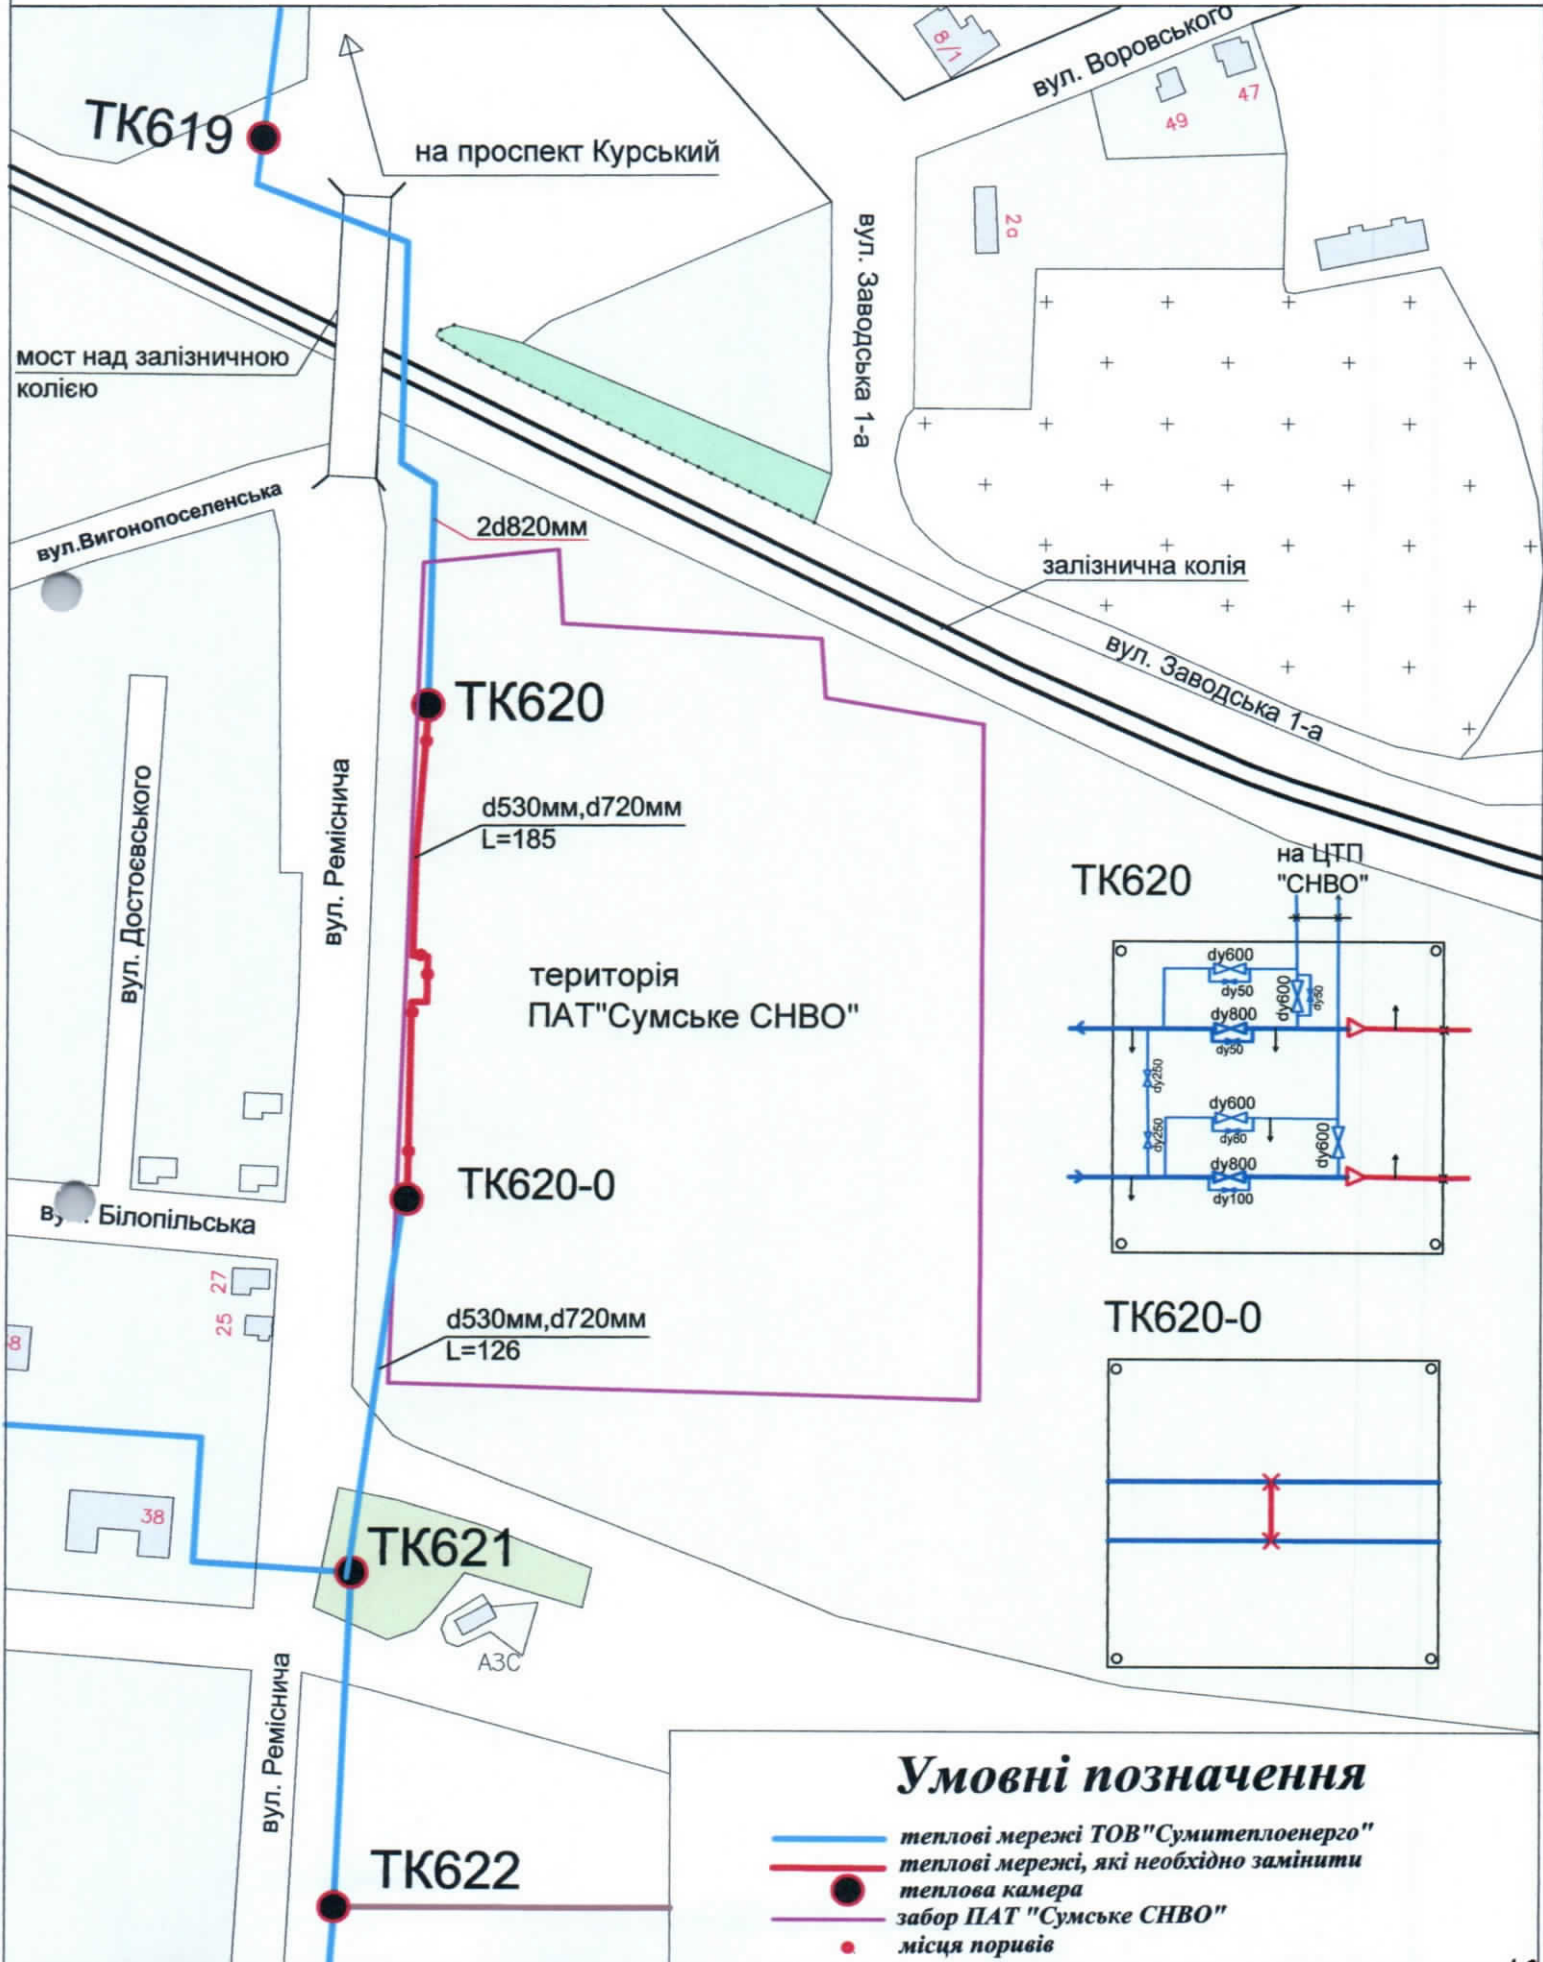 вул. Воровського
8/1
47
49
ТК619
на проспект Курський
2а
вул. Заводська 1-а
мост над залізничною
колією
вул.Вигонопоселенська
2d820мм
залізнична колія
вул. Заводська 1-а
ТК620
вул. Достоєвського
вул. Реміснича
d530мм,d720мм
L=185
територія
ПАТ"Сумське СНВО"
ТК620
на ЦТП
"СНВО"
dy600
dy50
dy600
dy50
dy800
dy50
dy250
dy250
dy600
dy80
dy600
dy800
dy100
ТК620-0
Білопільська
27
25
38
d530мм,d720мм
L=126
ТК620-0
ТК621
АЗС
вул. Реміснича
ТК622
Умовні позначення
теплові мережі ТОВ"Сумитеплоенерго"
теплові мережі, які необхідно замінити
теплова камера
забор ПАТ "Сумське СНВО"
місця поривів